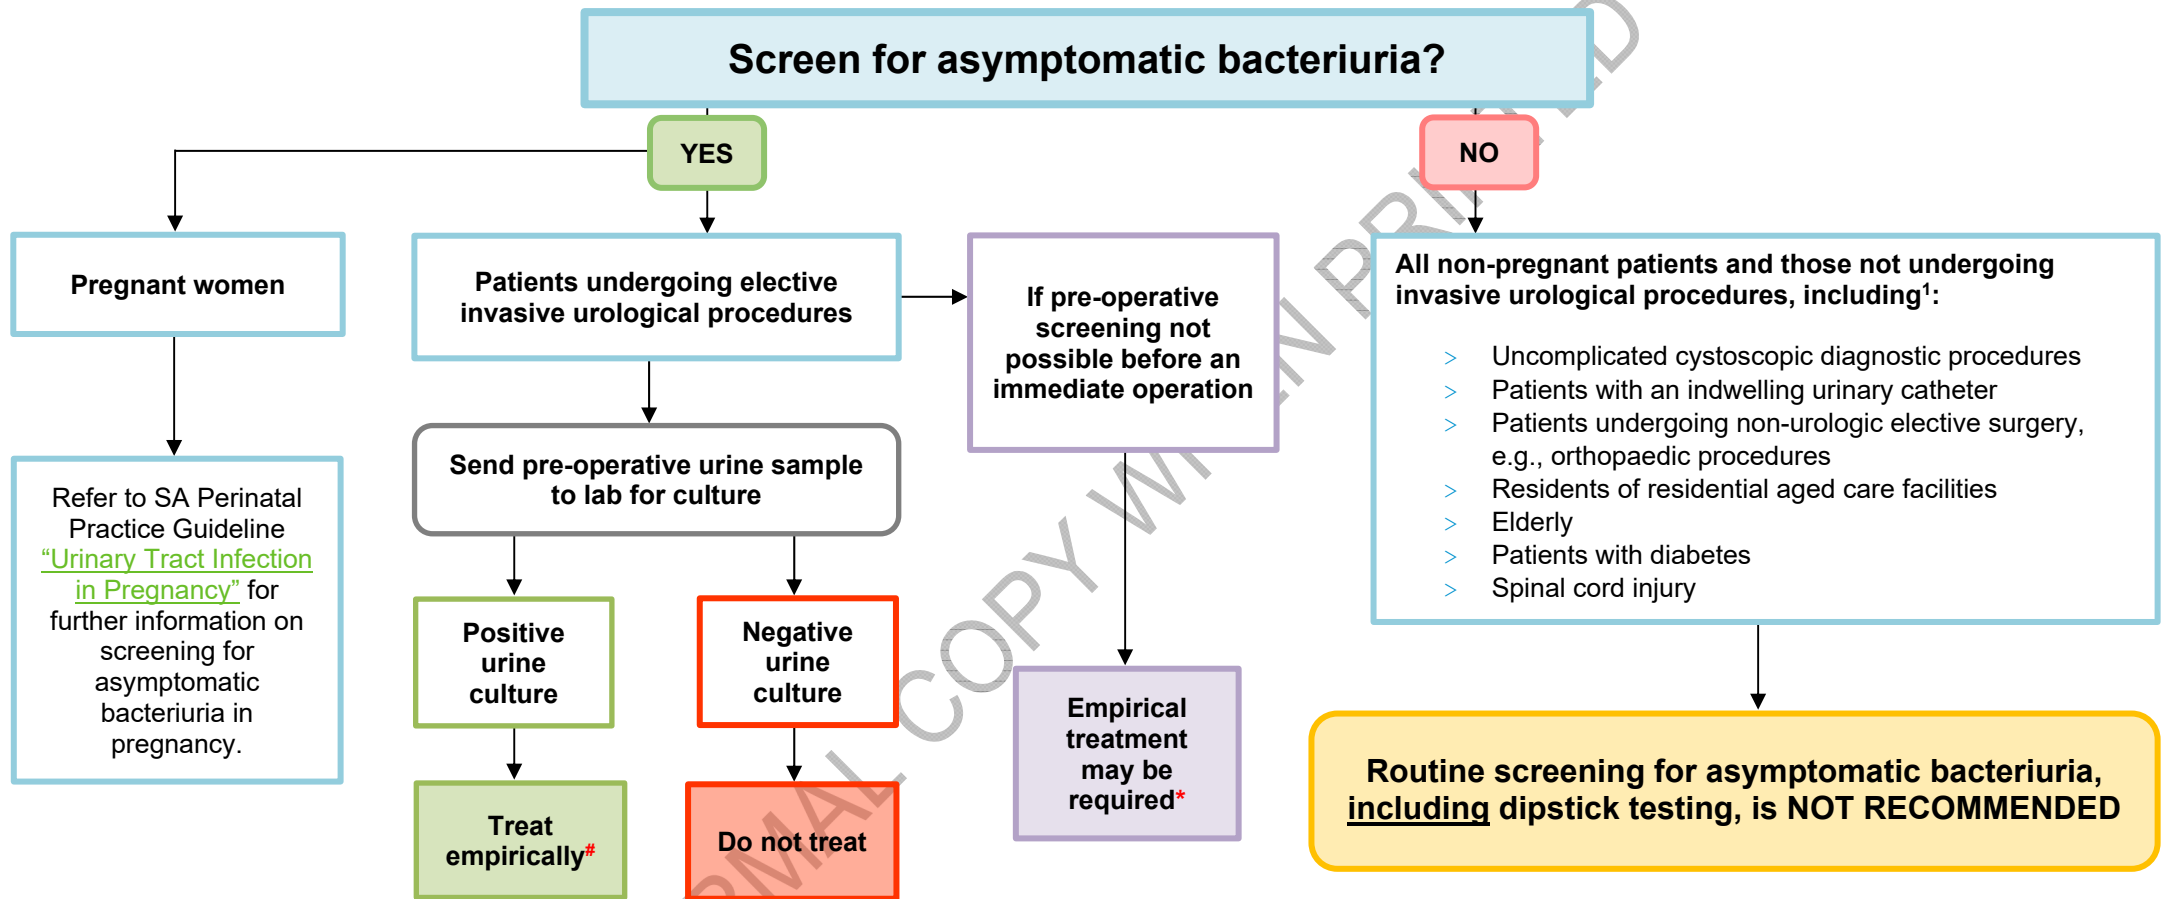 Screen for asymptomatic bacteriuria?
YES
NO
Pregnant women
Refer to SA Perinatal
Practice Guideline
“Urinary Tract Infection
in Pregnancy” for
further information on
screening for
asymptomatic
bacteriuria in
pregnancy.
Patients undergoing elective
invasive urological procedures
Send pre-operative urine sample
to lab for culture
Positive
urine
culture
Treat
empirically#
Negative
urine
culture
Do not treat
If pre-operative
screening not
possible before an
immediate operation
Empirical
treatment
may be
required*
All non-pregnant patients and those not undergoing
invasive urological procedures, including1:
> Uncomplicated cystoscopic diagnostic procedures
> Patients with an indwelling urinary catheter
> Patients undergoing non-urologic elective surgery,
e.g., orthopaedic procedures
> Residents of residential aged care facilities
> Elderly
> Patients with diabetes
> Spinal cord injury
Routine screening for asymptomatic bacteriuria,
including dipstick testing, is NOT RECOMMENDED
COPY